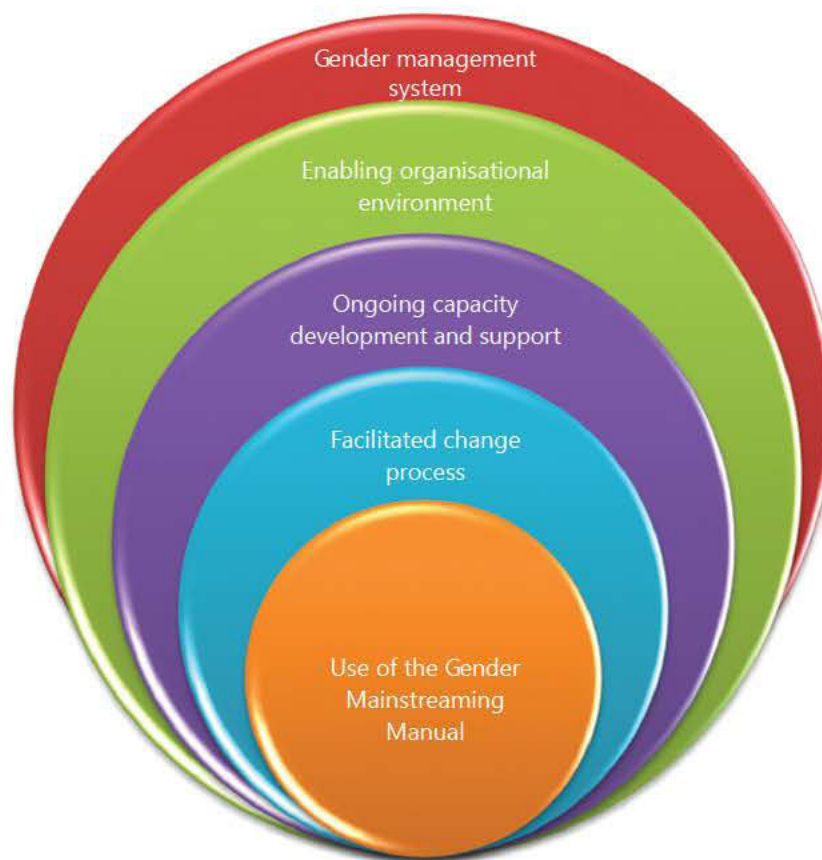 Gender management
system
Enabling organisational
environment
Ongoing capacity
development and support
Facilitated change
process
Use of the Gender
Mainstreaming
Manual